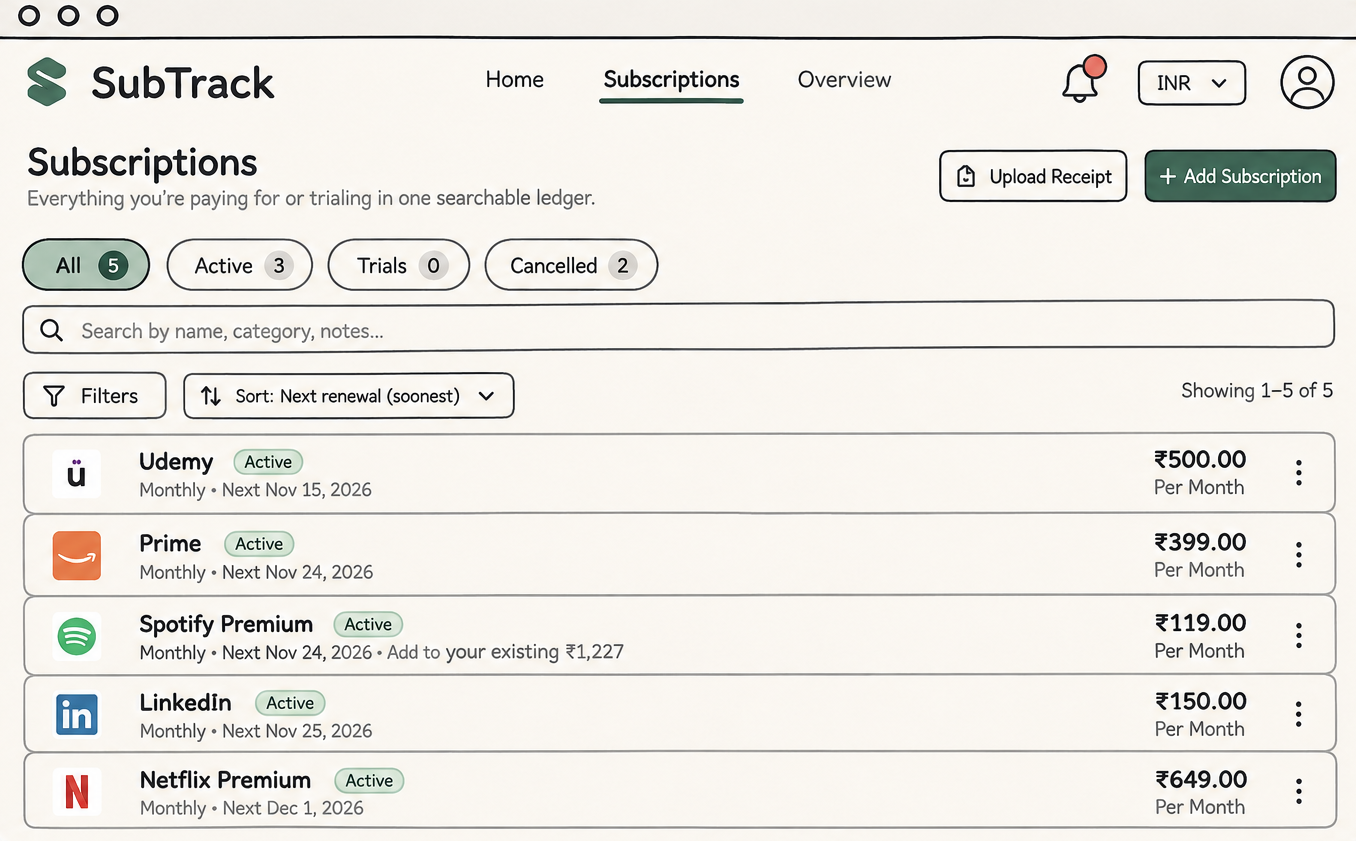 SubTrack
Home
Subscriptions
Overview
INR
Subscriptions
Everything you're paying for or trialing in one searchable ledger.
Upload Receipt
+ Add Subscription
All 5
Active 3
Trials 0
Cancelled 2
Search by name, category, notes...
Filters
Sort: Next renewal (soonest)
Showing 1–5 of 5
ü
Udemy Active
Monthly • Next Nov 15, 2026
₹500.00
Per Month
Prime Active
Monthly • Next Nov 24, 2026
₹399.00
Per Month
Spotify Premium Active
Monthly • Next Nov 24, 2026 • Add to your existing ₹1,227
₹119.00
Per Month
in
LinkedIn Active
Monthly • Next Nov 25, 2026
₹150.00
Per Month
N
Netflix Premium Active
Monthly • Next Dec 1, 2026
₹649.00
Per Month